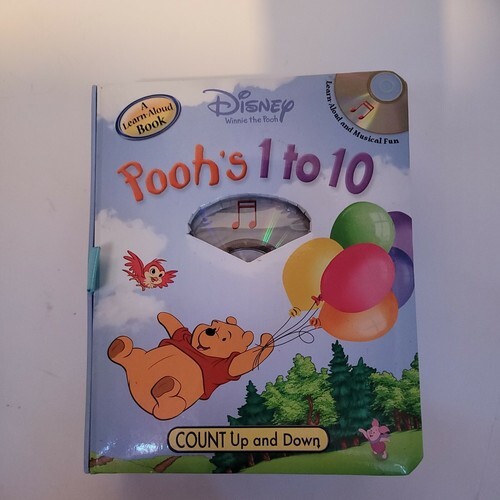 A
Learn-Aloud
Book
Disney
Winnie the Pooh
Learn-Aloud and Musical Fun
Pooh's 1 to 10
COUNT Up and Down